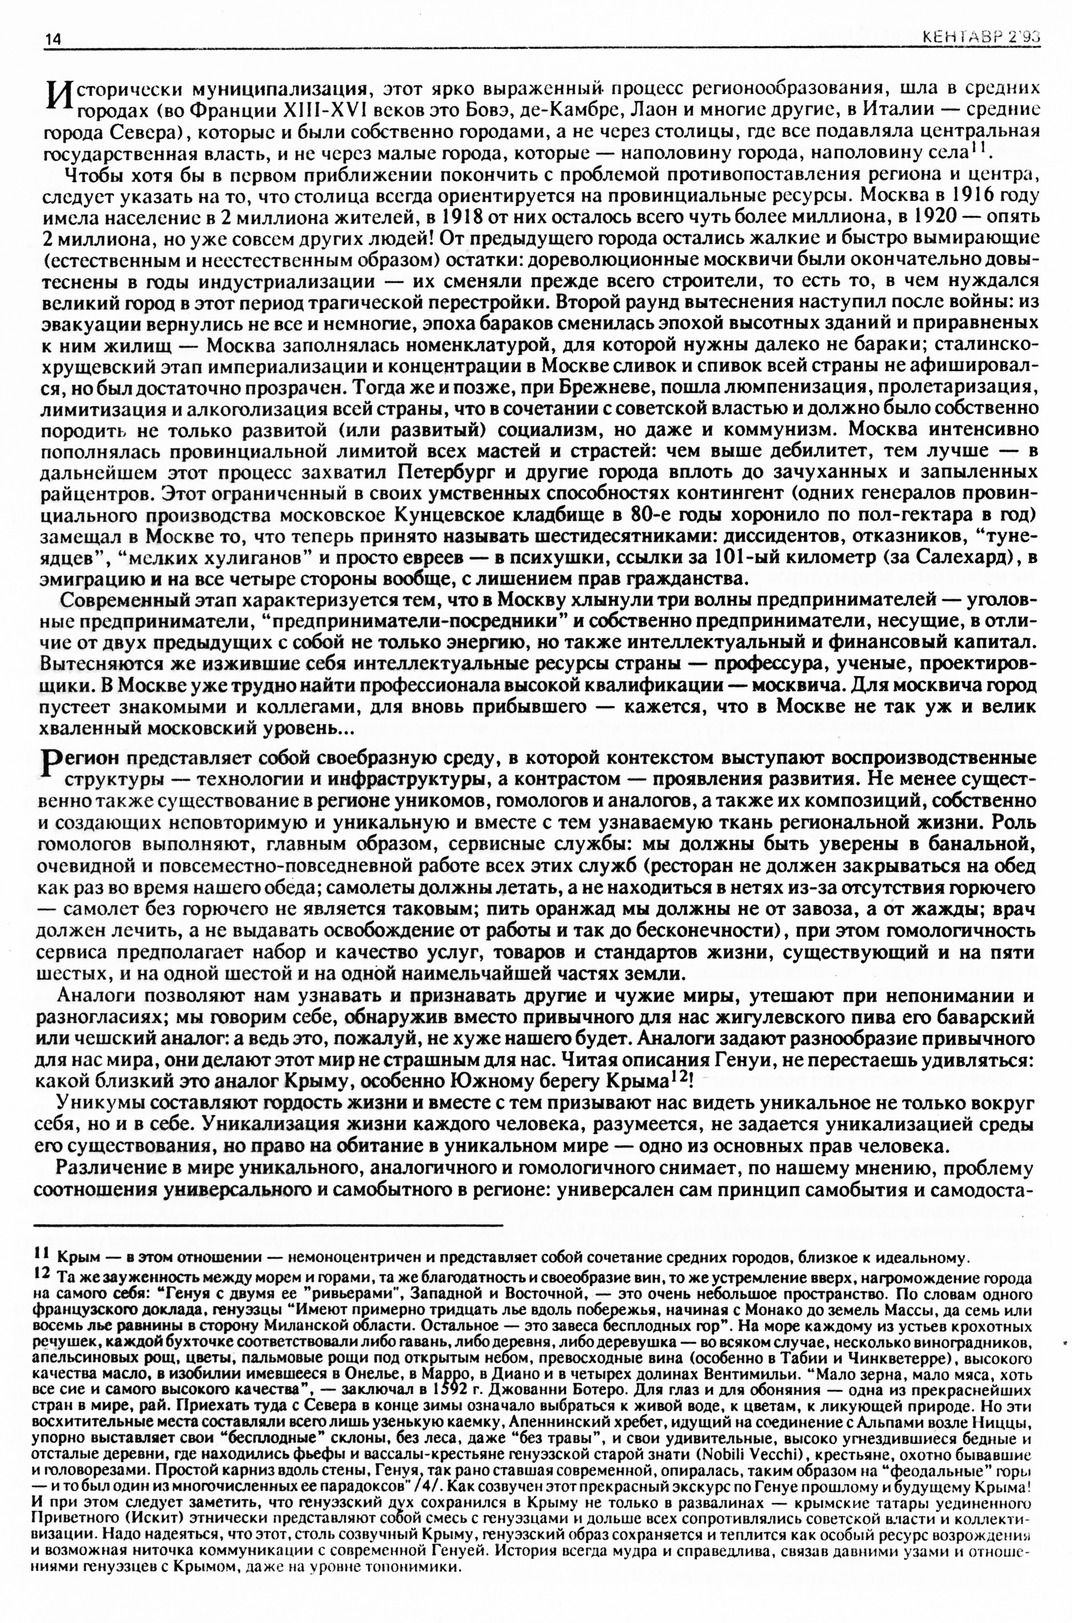 14
КЕНТАВР 2'93
Исторически муниципализация, этот ярко выраженный процесс регионообразования, шла в средних
городах (во Франции XIII-XVI веков это Бовэ, де-Камбре, Лаон и многие другие, в Италии — средние
города Севера), которые и были собственно городами, а не через столицы, где все подавляла центральная
государственная власть, и не через малые города, которые — наполовину города, наполовину села11.
Чтобы хотя бы в первом приближении покончить с проблемой противопоставления региона и центра,
следует указать на то, что столица всегда ориентируется на провинциальные ресурсы. Москва в 1916 году
имела население в 2 миллиона жителей, в 1918 от них осталось всего чуть более миллиона, в 1920 — опять
2 миллиона, но уже совсем других людей! От предыдущего города остались жалкие и быстро вымирающие
(естественным и неестественным образом) остатки: дореволюционные москвичи были окончательно довы-
теснены в годы индустриализации — их сменяли прежде всего строители, то есть то, в чем нуждался
великий город в этот период трагической перестройки. Второй раунд вытеснения наступил после войны: из
эвакуации вернулись не все и немногие, эпоха бараков сменилась эпохой высотных зданий и приравненых
к ним жилищ — Москва заполнялась номенклатурой, для которой нужны далеко не бараки; сталинско-
хрущевский этап империализации и концентрации в Москве сливок и спивок всей страны не афишировал-
ся, но был достаточно прозрачен. Тогда же и позже, при Брежневе, пошла люмпенизация, пролетаризация,
лимитизация и алкоголизация всей страны, что в сочетании с советской властью и должно было собственно
породить не только развитой (или развитый) социализм, но даже и коммунизм. Москва интенсивно
пополнялась провинциальной лимитой всех мастей и страстей: чем выше дебилитет, тем лучше — в
дальнейшем этот процесс захватил Петербург и другие города вплоть до зачуханных и запыленных
райцентров. Этот ограниченный в своих умственных способностях контингент (одних генералов провин-
циального производства московское Кунцевское кладбище в 80-е годы хоронило по пол-гектара в год)
замещал в Москве то, что теперь принято называть шестидесятниками: диссидентов, отказников, “туне-
ядцев”, “мелких хулиганов” и просто евреев — в психушки, ссылки за 101-ый километр (за Салехард), в
эмиграцию и на все четыре стороны вообще, с лишением прав гражданства.
Современный этап характеризуется тем, что в Москву хлынули три волны предпринимателей — уголов-
ные предприниматели, “предприниматели-посредники” и собственно предприниматели, несущие, в отли-
чие от двух предыдущих с собой не только энергию, но также интеллектуальный и финансовый капитал.
Вытесняются же изжившие себя интеллектуальные ресурсы страны — профессура, ученые, проектиров-
щики. В Москве уже трудно найти профессионала высокой квалификации — москвича. Для москвича город
пустеет знакомыми и коллегами, для вновь прибывшего — кажется, что в Москве не так уж и велик
хваленный московский уровень...
Регион представляет собой своебразную среду, в которой контекстом выступают воспроизводственные
структуры — технологии и инфраструктуры, а контрастом — проявления развития. Не менее сущест-
венно также существование в регионе уникомов, гомологов и аналогов, а также их композиций, собственно
и создающих неповторимую и уникальную и вместе с тем узнаваемую ткань региональной жизни. Роль
гомологов выполняют, главным образом, сервисные службы: мы должны быть уверены в банальной,
очевидной и повсеместно-повседневной работе всех этих служб (ресторан не должен закрываться на обед
как раз во время нашего обеда; самолеты должны летать, а не находиться в нетях из-за отсутствия горючего
— самолет без горючего не является таковым; пить оранжад мы должны не от завоза, а от жажды; врач
должен лечить, а не выдавать освобождение от работы и так до бесконечности), при этом гомологичность
сервиса предполагает набор и качество услуг, товаров и стандартов жизни, существующий и на пяти
шестых, и на одной шестой и на одной наимельчайшей частях земли.
Аналоги позволяют нам узнавать и признавать другие и чужие миры, утешают при непонимании и
разногласиях; мы говорим себе, обнаружив вместо привычного для нас жигулевского пива его баварский
или чешский аналог: а ведь это, пожалуй, не хуже нашего будет. Аналоги задают разнообразие привычного
для нас мира, они делают этот мир не страшным для нас. Читая описания Генуи, не перестаешь удивляться:
какой близкий это аналог Крыму, особенно Южному берегу Крыма12!
Уникумы составляют гордость жизни и вместе с тем призывают нас видеть уникальное не только вокруг
себя, но и в себе. Уникализация жизни каждого человека, разумеется, не задается уникализацией среды
его существования, но право на обитание в уникальном мире — одно из основных прав человека.
Различение в мире уникального, аналогичного и гомологичного снимает, по нашему мнению, проблему
соотношения универсального и самобытного в регионе: универсален сам принцип самобытия и самодоста-
11 Крым — в этом отношении — немоноцентричен и представляет собой сочетание средних городов, близкое к идеальному.
12 Та же зауженность между морем и горами, та же благодатность и своеобразие вин, то же устремление вверх, нагромождение города
на самого себя: “Генуя с двумя ее "ривьерами", Западной и Восточной, — это очень небольшое пространство. По словам одного
французского доклада, генуэзцы “Имеют примерно тридцать лье вдоль побережья, начиная с Монако до земель Массы, да семь или
восемь лье равнины в сторону Миланской области. Остальное — это завеса бесплодных гор”. На море каждому из устьев крохотных
речушек, каждой бухточке соответствовали либо гавань, либо деревня, либо деревушка — во всяком случае, несколько виноградников,
апельсиновых рощ, цветы, пальмовые рощи под открытым небом, превосходные вина (особенно в Табии и Чинкветерре), высокого
качества масло, в изобилии имевшееся в Онелье, в Марро, в Диано и в четырех долинах Вентимильи. “Мало зерна, мало мяса, хоть
все сие и самого высокого качества”, — заключал в 1592 г. Джованни Ботеро. Для глаз и для обоняния — одна из прекраснейших
стран в мире, рай. Приехать туда с Севера в конце зимы означало выбраться к живой воде, к цветам, к ликующей природе. Но эти
восхитительные места составляли всего лишь узенькую каемку, Апеннинский хребет, идущий на соединение с Альпами возле Ниццы,
упорно выставляет свои “бесплодные” склоны, без леса, даже “без травы”, и свои удивительные, высоко угнездившиеся бедные и
отсталые деревни, где находились фьефы и вассалы-крестьяне генуэзской старой знати (Nobili Vecchi), крестьяне, охотно бывавшие
и головорезами. Простой карниз вдоль стены, Генуя, так рано ставшая современной, опиралась, таким образом на “феодальные” горы
— и то был один из многочисленных ее парадоксов” /4/. Как созвучен этот прекрасный экскурс по Генуе прошлому и будущему Крыма!
И при этом следует заметить, что генуэзский дух сохранился в Крыму не только в развалинах — крымские татары уединенного
Приветного (Искит) этнически представляют собой смесь с генуэзцами и дольше всех сопротивлялись советской власти и коллекти-
визации. Надо надеяться, что этот, столь созвучный Крыму, генуэзский образ сохраняется и теплится как особый ресурс возрождения
и возможная ниточка коммуникации с современной Генуей. История всегда мудра и справедлива, связав давними узами и отноше-
ниями генуэзцев с Крымом, даже на уровне топонимики.